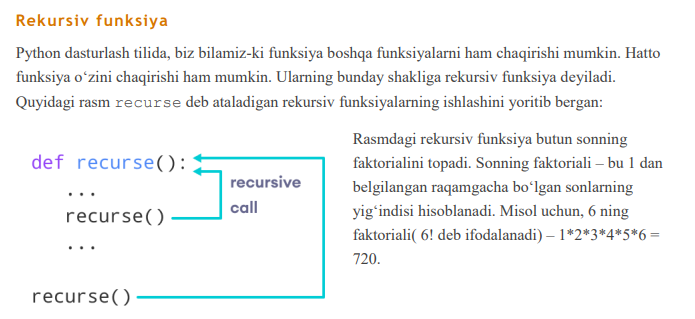 Rekursiv funksiya
Python dasturlash tilida, biz bilamiz-ki funksiya boshqa funksiyalarni ham chaqirishi mumkin. Hatto
funksiya o‘zini chaqirishi ham mumkin. Ularning bunday shakliga rekursiv funksiya deyiladi.
Quyidagi rasm recurse deb ataladigan rekursiv funksiyalarning ishlashini yoritib bergan:
def recurse():
...
recurse()
...
recurse()
recursive
call
Rasmdagi rekursiv funksiya butun sonning
faktorialini topadi. Sonning faktoriali – bu 1 dan
belgilangan raqamgacha bo‘lgan sonlarning
yig‘indisi hisoblanadi. Misol uchun, 6 ning
faktoriali( 6! deb ifodalanadi) – 1*2*3*4*5*6 =
720.